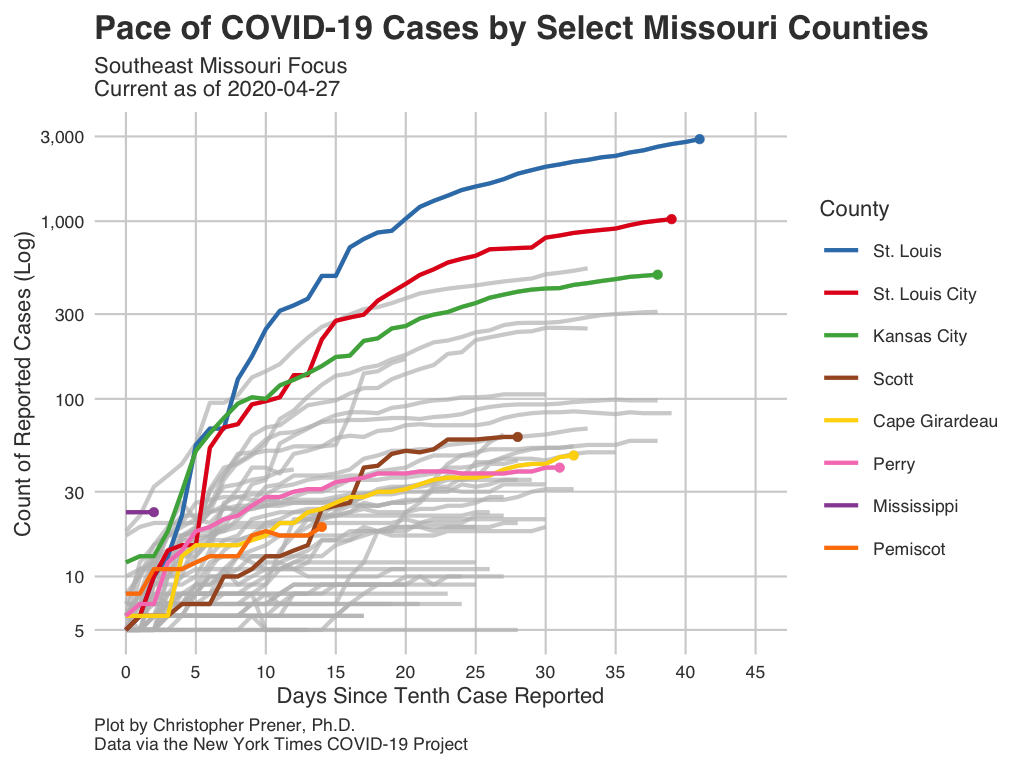 Pace of COVID-19 Cases by Select Missouri Counties
Southeast Missouri Focus
Current as of 2020-04-27
Count of Reported Cases (Log)
3,000
1,000
300
100
30
10
5
0 5 10 15 20 25 30 35 40 45
Days Since Tenth Case Reported
County
St. Louis
St. Louis City
Kansas City
Scott
Cape Girardeau
Perry
Mississippi
Pemiscot
Plot by Christopher Prener, Ph.D.
Data via the New York Times COVID-19 Project